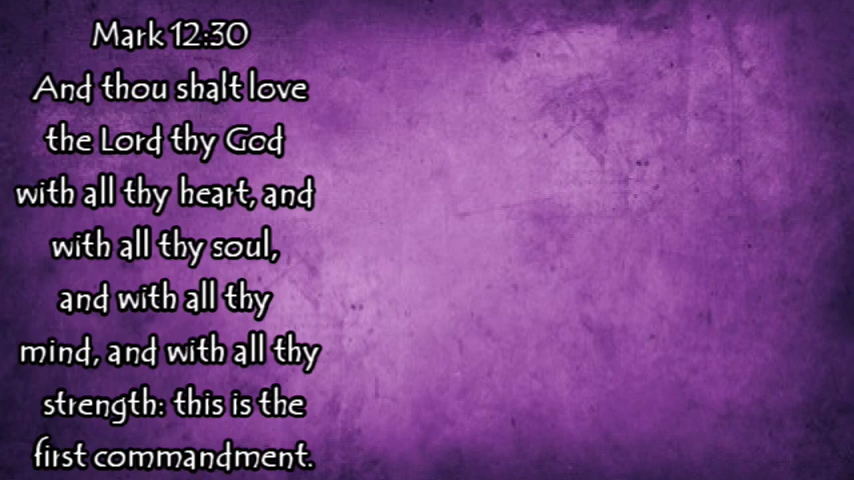 Mark 12:30
And thou shalt love
the Lord thy God
with all thy heart, and
with all thy soul,
and with all thy
mind, and with all thy
strength: this is the
first commandment.